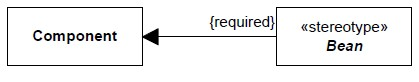 Component
{required}
«stereotype»
Bean